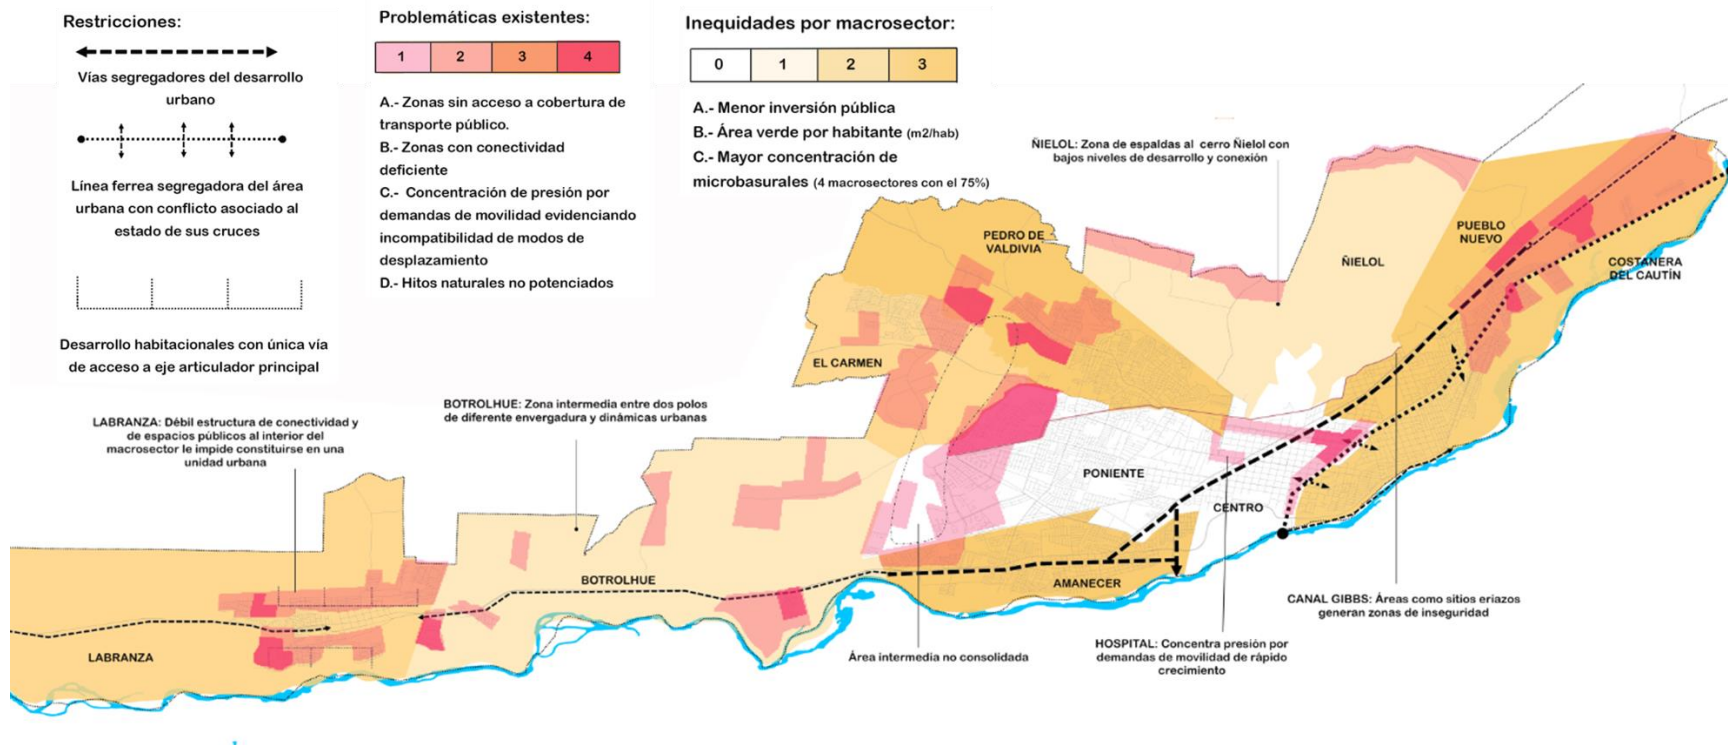 Restricciones:
Vías segregadores del desarrollo
urbano
Línea ferrea segregadora del área
urbana con conflicto asociado al
estado de sus cruces
Desarrollo habitacionales con única vía
de acceso a eje articulador principal
Problemáticas existentes:
1 2 3 4
A.- Zonas sin acceso a cobertura de
transporte público.
B.- Zonas con conectividad
deficiente
C.- Concentración de presión por
demandas de movilidad evidenciando
incompatibilidad de modos de
desplazamiento
D.- Hitos naturales no potenciados
Inequidades por macrosector:
0 1 2 3
A.- Menor inversión pública
B.- Área verde por habitante (m2/hab)
C.- Mayor concentración de
microbasurales (4 macrosectores con el 75%)
ÑIELOL: Zona de espaldas al cerro Ñielol con
bajos niveles de desarrollo y conexión
PEDRO DE
VALDIVIA
PUEBLO
NUEVO
ÑIELOL
COSTANERA
DEL CAUTÍN
EL CARMEN
BOTROLHUE: Zona intermedia entre dos polos
de diferente envergadura y dinámicas urbanas
LABRANZA: Débil estructura de conectividad y
de espacios públicos al interior del
macrosector le impide constituirse en una
unidad urbana
PONIENTE
CENTRO
BOTROLHUE
AMANECER
LABRANZA
CANAL GIBBS: Áreas como sitios eriazos
generan zonas de inseguridad
Área intermedia no consolidada
HOSPITAL: Concentra presión por
demandas de movilidad de rápido
crecimiento